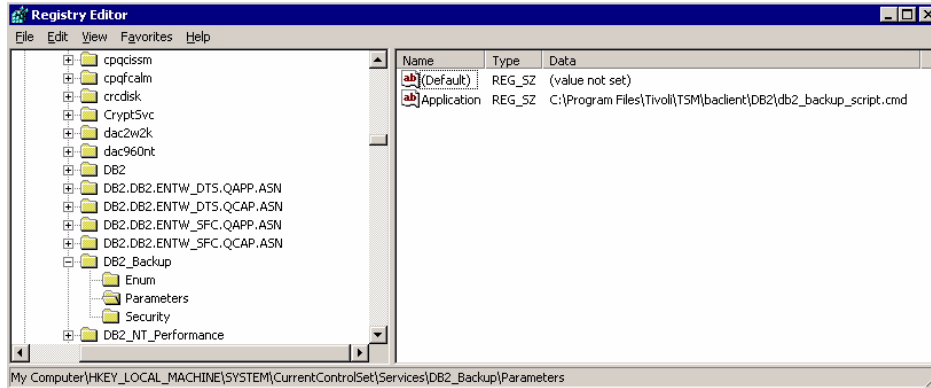 Registry Editor
File Edit View Favorites Help
cpqcissm
cpqfcalm
crcdisk
CryptSvc
dac2w2k
dac960nt
DB2
DB2.DB2.ENTW_DTS.QAPP.ASN
DB2.DB2.ENTW_DTS.QCAP.ASN
DB2.DB2.ENTW_SFC.QAPP.ASN
DB2.DB2.ENTW_SFC.QCAP.ASN
DB2_Backup
Enum
Parameters
Security
DB2_NT_Performance
Name Type Data
ab (Default) REG_SZ (value not set)
ab Application REG_SZ C:\Program Files\Tivoli\TSM\baclient\DB2\db2_backup_script.cmd
My Computer\HKEY_LOCAL_MACHINE\SYSTEM\CurrentControlSet\Services\DB2_Backup\Parameters